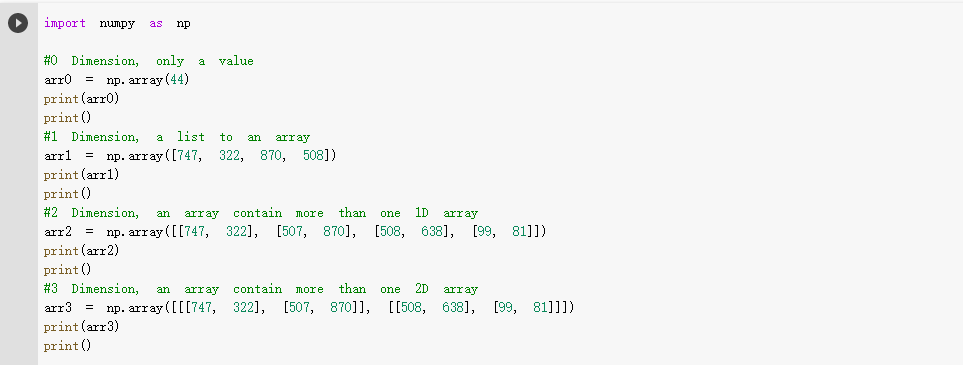 import numpy as np
#0 Dimension, only a value
arr0 = np.array(44)
print(arr0)
print()
#1 Dimension, a list to an array
arr1 = np.array([747, 322, 870, 508])
print(arr1)
print()
#2 Dimension, an array contain more than one 1D array
arr2 = np.array([[747, 322], [507, 870], [508, 638], [99, 81]])
print(arr2)
print()
#3 Dimension, an array contain more than one 2D array
arr3 = np.array([[[747, 322], [507, 870]], [[508, 638], [99, 81]]])
print(arr3)
print()